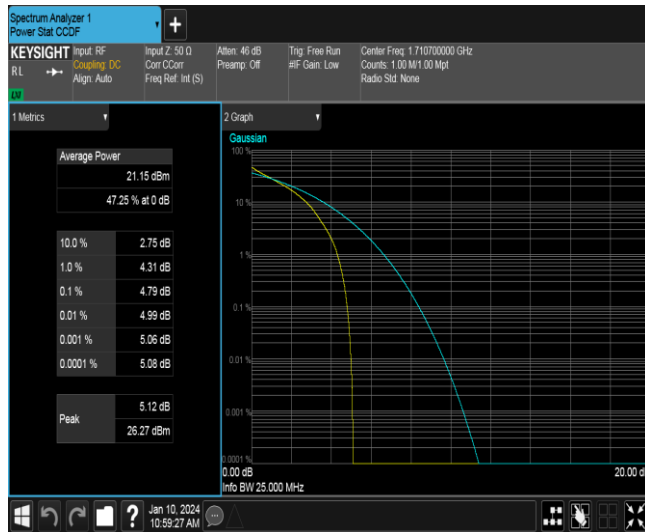 Spectrum Analyzer 1
Power Stat CCDF
+
KEYSIGHT
RL
Input: RF
Coupling: DC
Align: Auto
Input Z: 50 Ω
Corr CCorr
Freq Ref: Int (S)
Atten: 46 dB
Preamp: Off
Trig: Free Run
#IF Gain: Low
Center Freq: 1.710700000 GHz
Counts: 1.00 M/1.00 Mpt
Radio Std: None
1 Metrics
Average Power
21.15 dBm
47.25 % at 0 dB
10.0 % 2.75 dB
1.0 % 4.31 dB
0.1 % 4.79 dB
0.01 % 4.99 dB
0.001 % 5.06 dB
0.0001 % 5.08 dB
Peak
5.12 dB
26.27 dBm
2 Graph
Gaussian
100 %
10 %
1 %
0.1 %
0.01 %
0.001 %
0.0001 %
0.00 dB
20.00 d
Info BW 25.000 MHz
?
Jan 10, 2024
10:59:27 AM